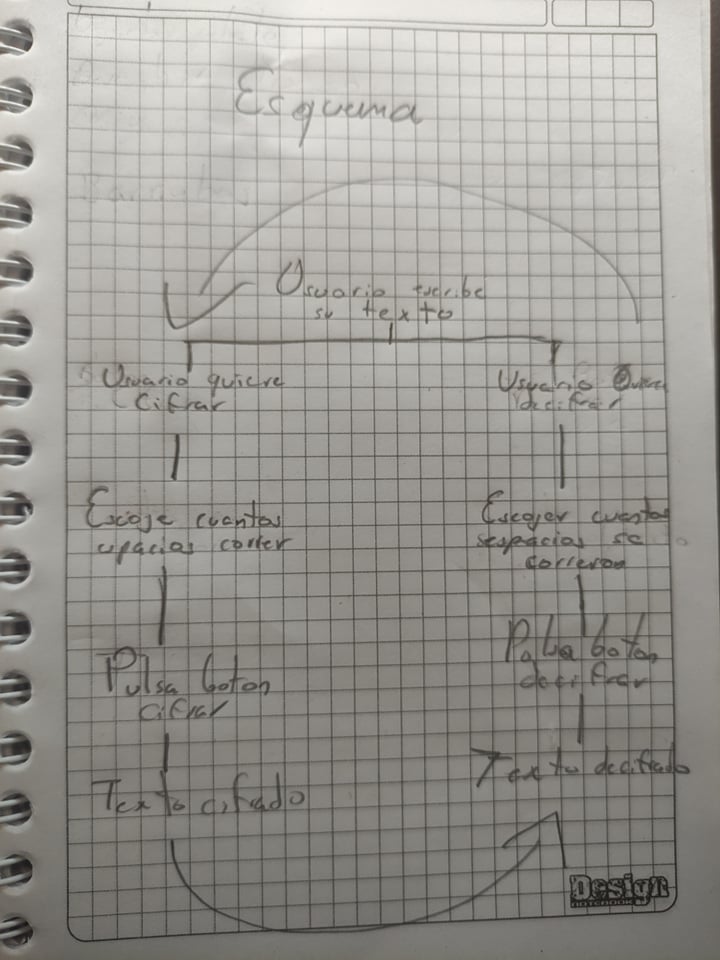 Esquema
Usuario escribe
su texto
Usuario quiere
Cifrar
Usuario Quiere
decifrar
Escoje cuantos
espacios correr
Escojer cuantos
espacios se
correron
Pulsa boton
cifrar
Pulsa boton
decifrar
Texto cifrado
Texto decifrado
Design